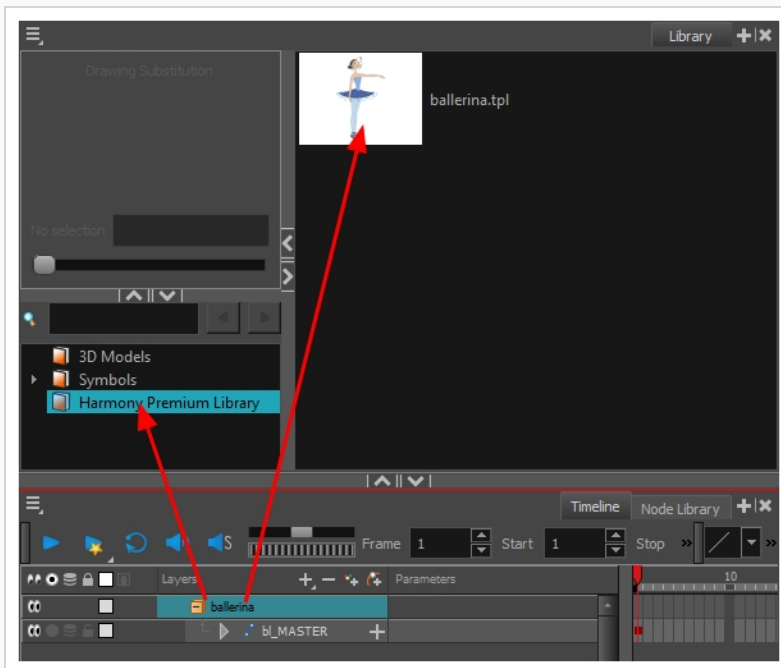 Library
Drawing Substitution
ballerina.tpl
No selection
3D Models
Symbols
Harmony Premium Library
Timeline
Node Library
S
Frame 1 Start 1 Stop
Layers Parameters 10
ballerina
bl_MASTER